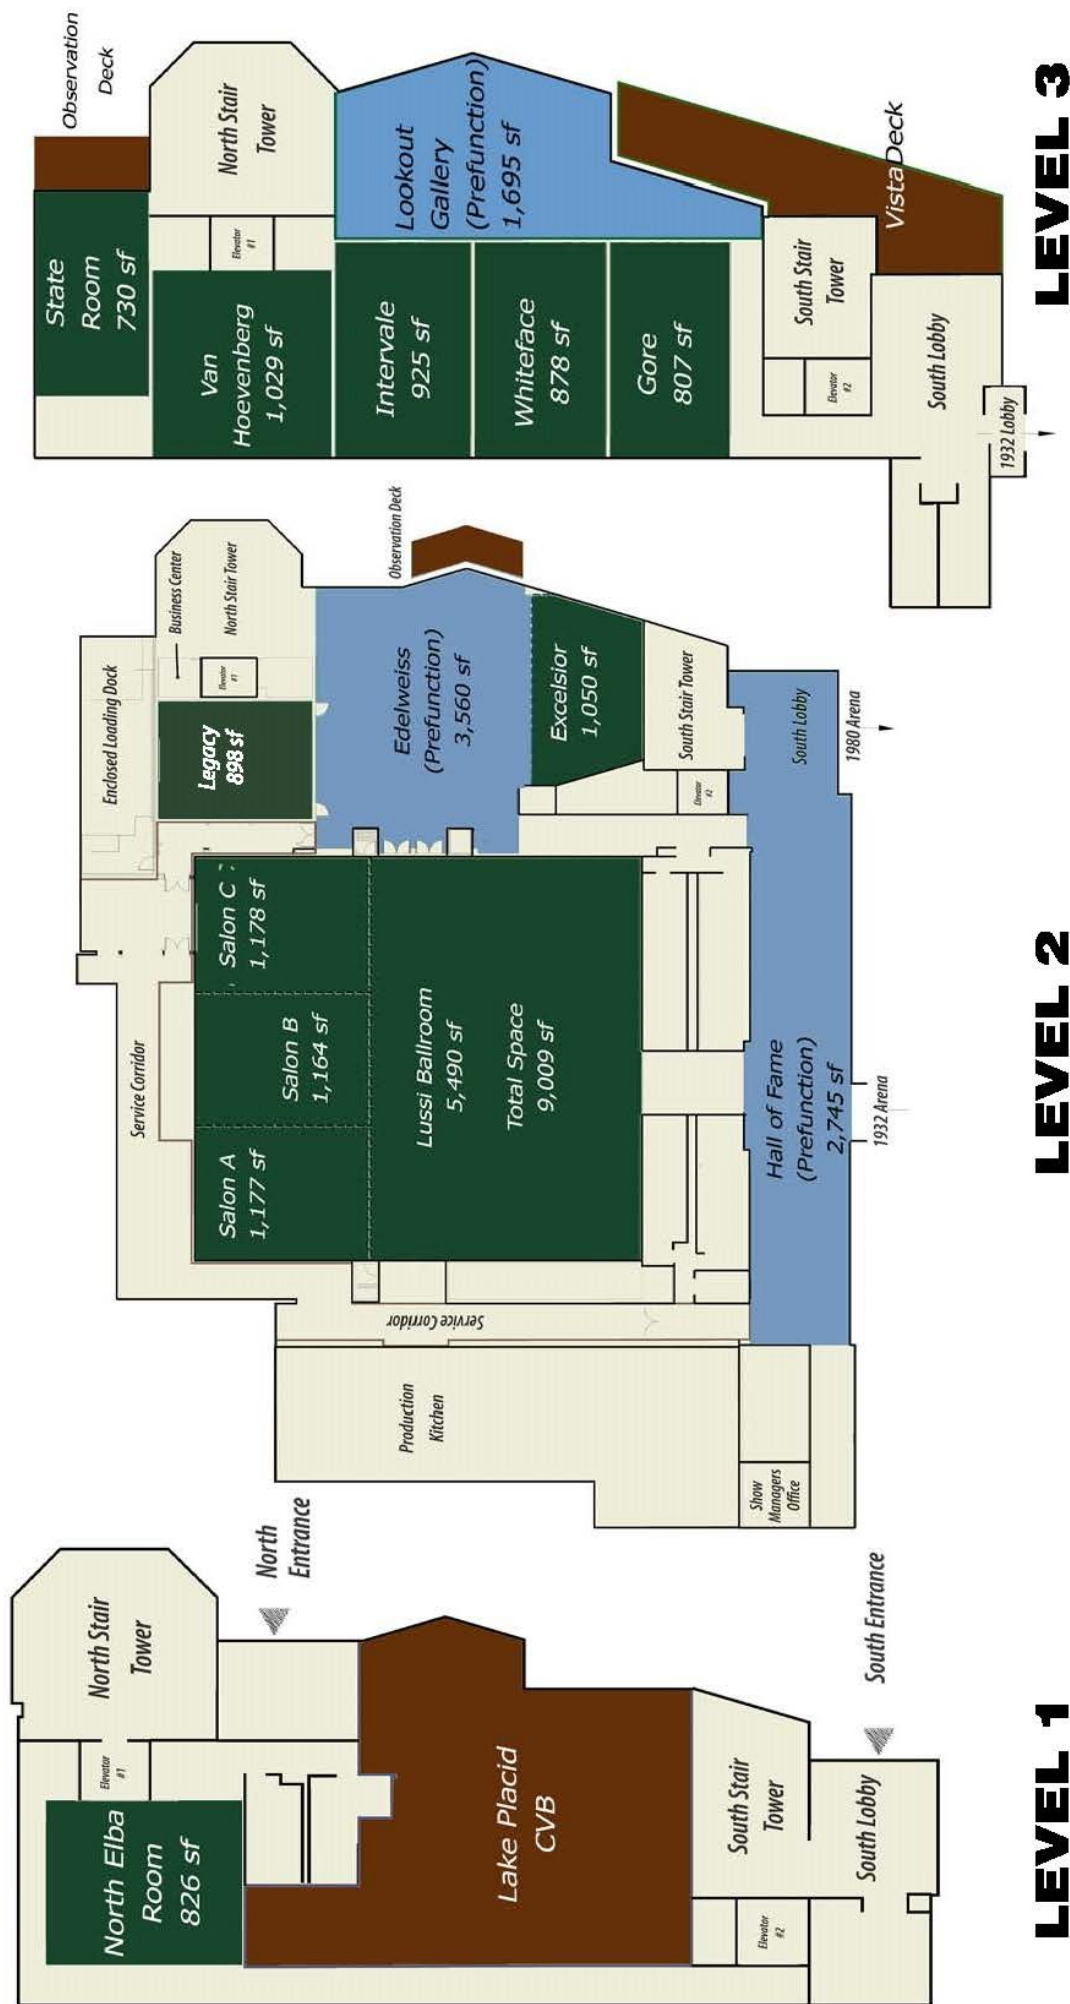 LEVEL 1
North Elba
Room
826 sf
North Stair
Tower
Elevator
#1
North
Entrance
Lake Placid
CVB
South Stair
Tower
Elevator
#2
South Lobby
South Entrance
LEVEL 2
Enclosed Loading Dock
Business Center
North Stair Tower
Elevator
#1
Legacy
898 sf
Observation Deck
Edelweiss
(Prefunction)
3,560 sf
Excelsior
1,050 sf
South Stair Tower
Elevator
#2
South Lobby
1980 Arena
Service Corridor
Salon A
1,177 sf
Salon B
1,164 sf
Salon C
1,178 sf
Lussi Ballroom
5,490 sf
Total Space
9,009 sf
Hall of Fame
(Prefunction)
2,745 sf
1932 Arena
Service Corridor
Production
Kitchen
Show
Managers
Office
LEVEL 3
Observation
Deck
State
Room
730 sf
North Stair
Tower
Elevator
#1
Van
Hoevenberg
1,029 sf
Lookout
Gallery
(Prefunction)
1,695 sf
Intervale
925 sf
Whiteface
878 sf
Gore
807 sf
VistaDeck
South Stair
Tower
Elevator
#2
South Lobby
1932 Lobby